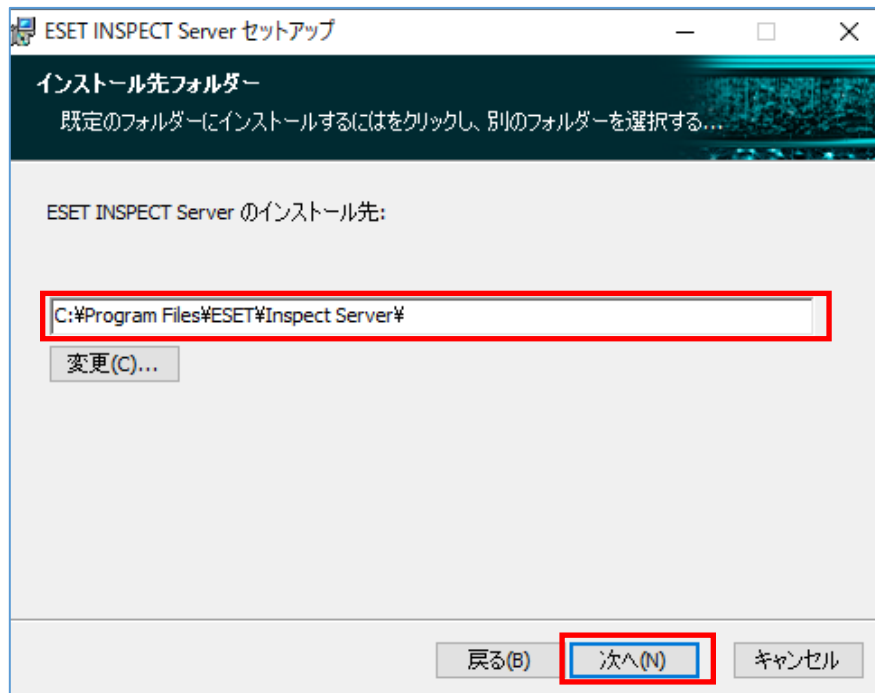 ESET INSPECT Server セットアップ
インストール先フォルダー
既定のフォルダーにインストールするにはをクリックし、別のフォルダーを選択する...
ESET INSPECT Server のインストール先:
C:¥Program Files¥ESET¥Inspect Server¥
変更(C)...
戻る(B) 次へ(N) キャンセル